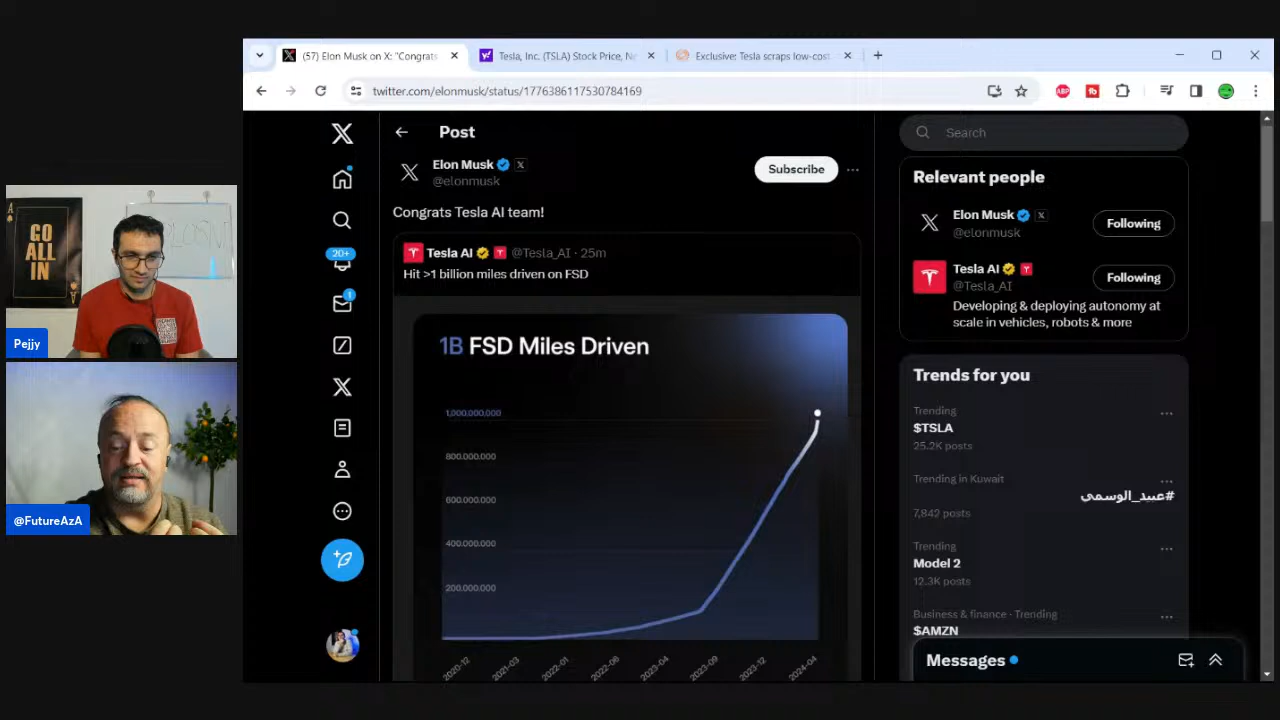 (57) Elon Musk on X: "Congrats
Tesla, Inc. (TSLA) Stock Price, Ne
Exclusive: Tesla scraps low-cost
twitter.com/elonmusk/status/1776386117530784169
GO
ALL
IN
Pejjy
@FutureAzA
20+
1
Post
Elon Musk
@elonmusk
Subscribe
Congrats Tesla AI team!
Tesla AI @Tesla_AI · 25m
Hit >1 billion miles driven on FSD
1B FSD Miles Driven
1,000,000,000
800,000,000
600,000,000
400,000,000
200,000,000
2020-12
2021-03
2022-01
2022-06
2023-04
2023-09
2023-12
2024-04
Search
Relevant people
Elon Musk
@elonmusk
Following
Tesla AI
@Tesla_AI
Following
Developing & deploying autonomy at
scale in vehicles, robots & more
Trends for you
Trending
$TSLA
25.2K posts
Trending in Kuwait
#عبيد_الوسمي
7,842 posts
Trending
Model 2
12.3K posts
Business & finance · Trending
$AMZN
Messages